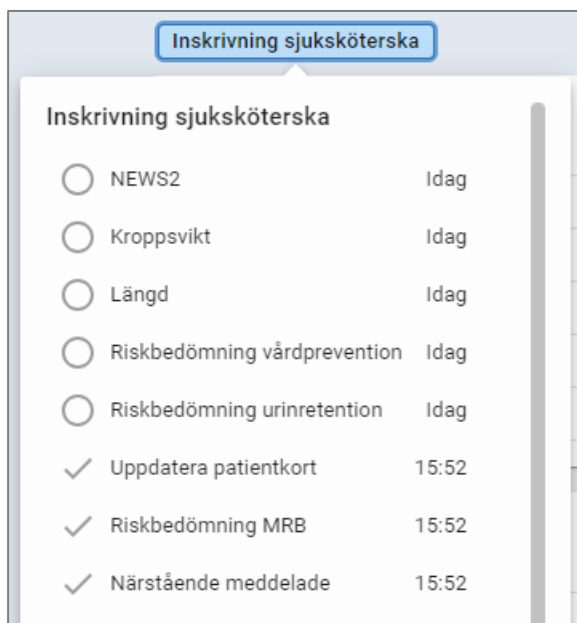 Inskrivning sjuksköterska
Inskrivning sjuksköterska
NEWS2 Idag
Kroppsvikt Idag
Längd Idag
Riskbedömning vårdprevention Idag
Riskbedömning urinretention Idag
Uppdatera patientkort 15:52
Riskbedömning MRB 15:52
Närstående meddelade 15:52